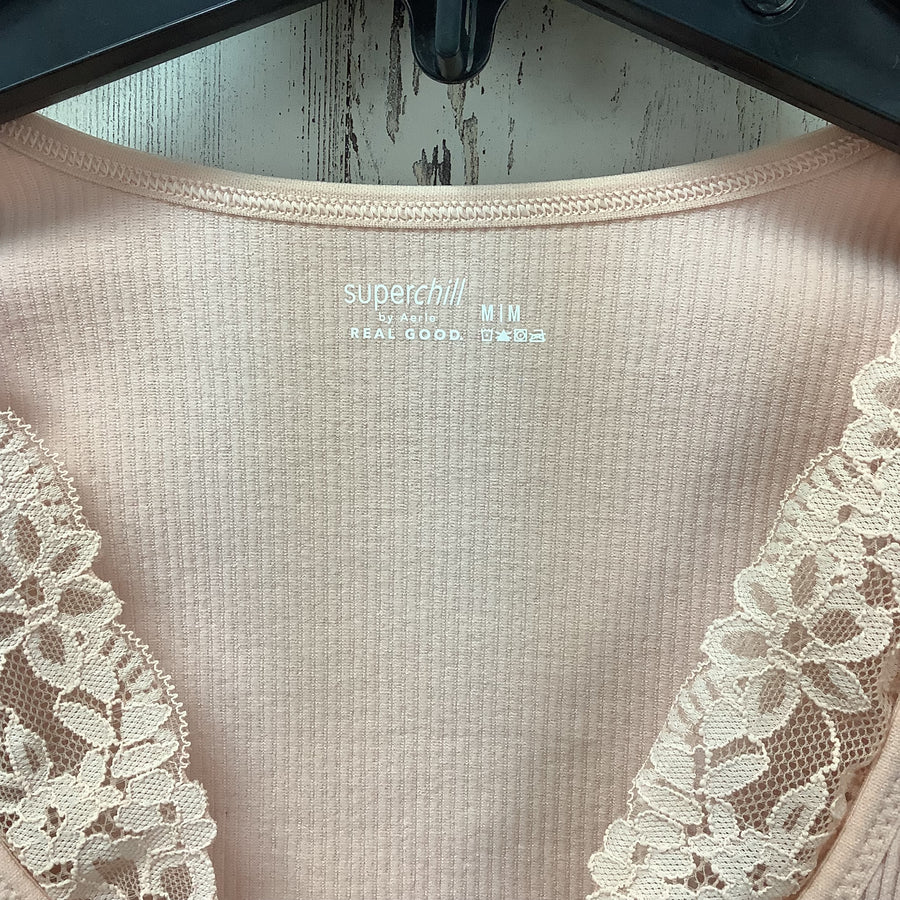 superchill
by Aerie
REAL GOOD.
M|M